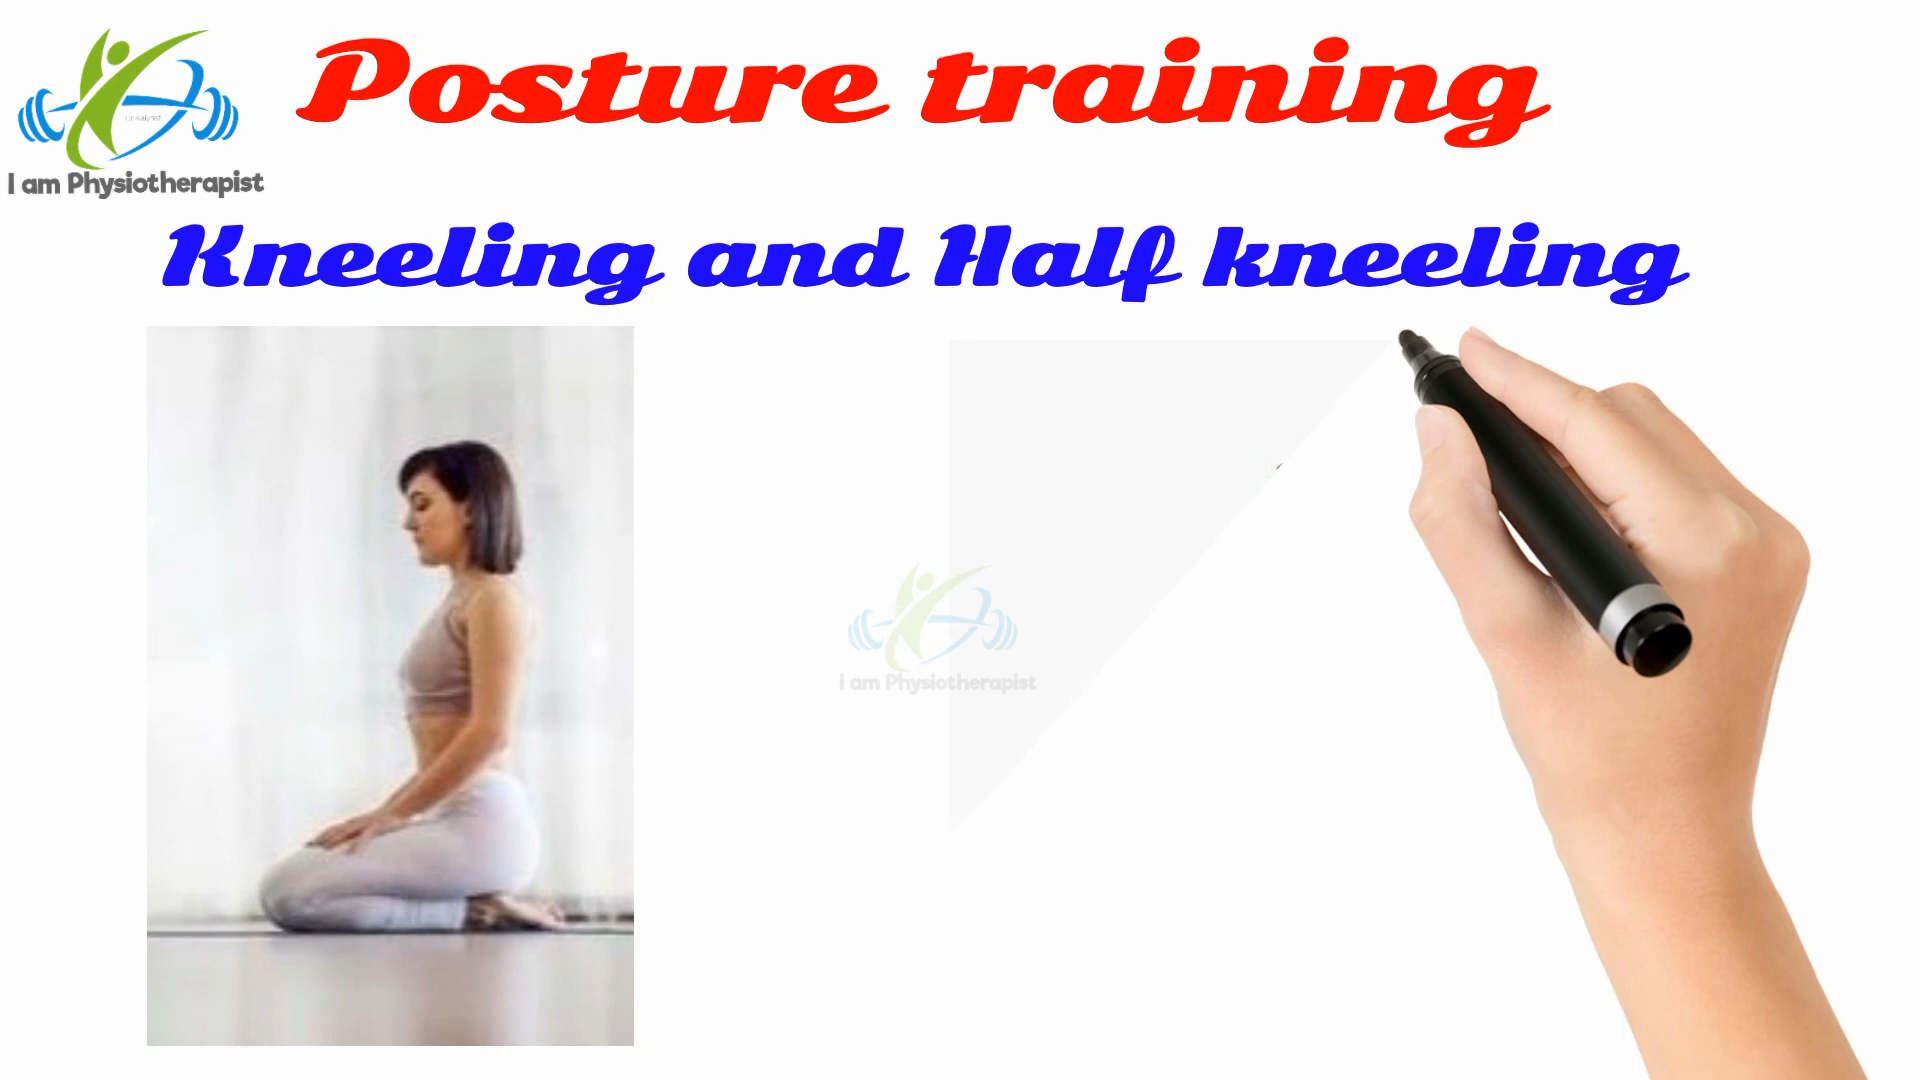 Posture training
I am Physiotherapist
Kneeling and Half kneeling
I am Physiotherapist